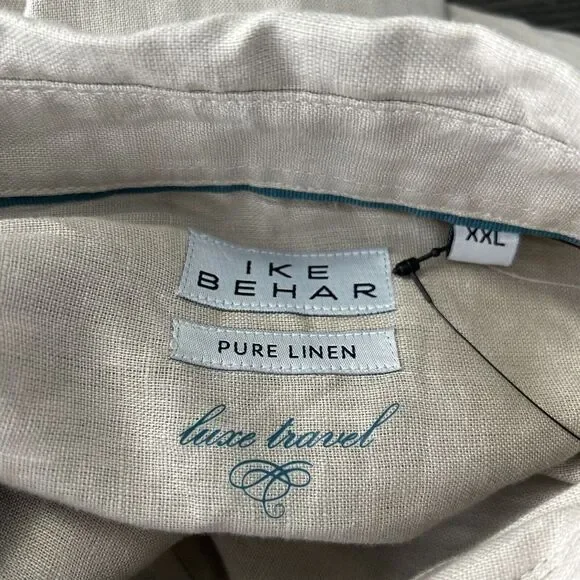 XXL
IKE
BEHAR
PURE LINEN
luxe travel